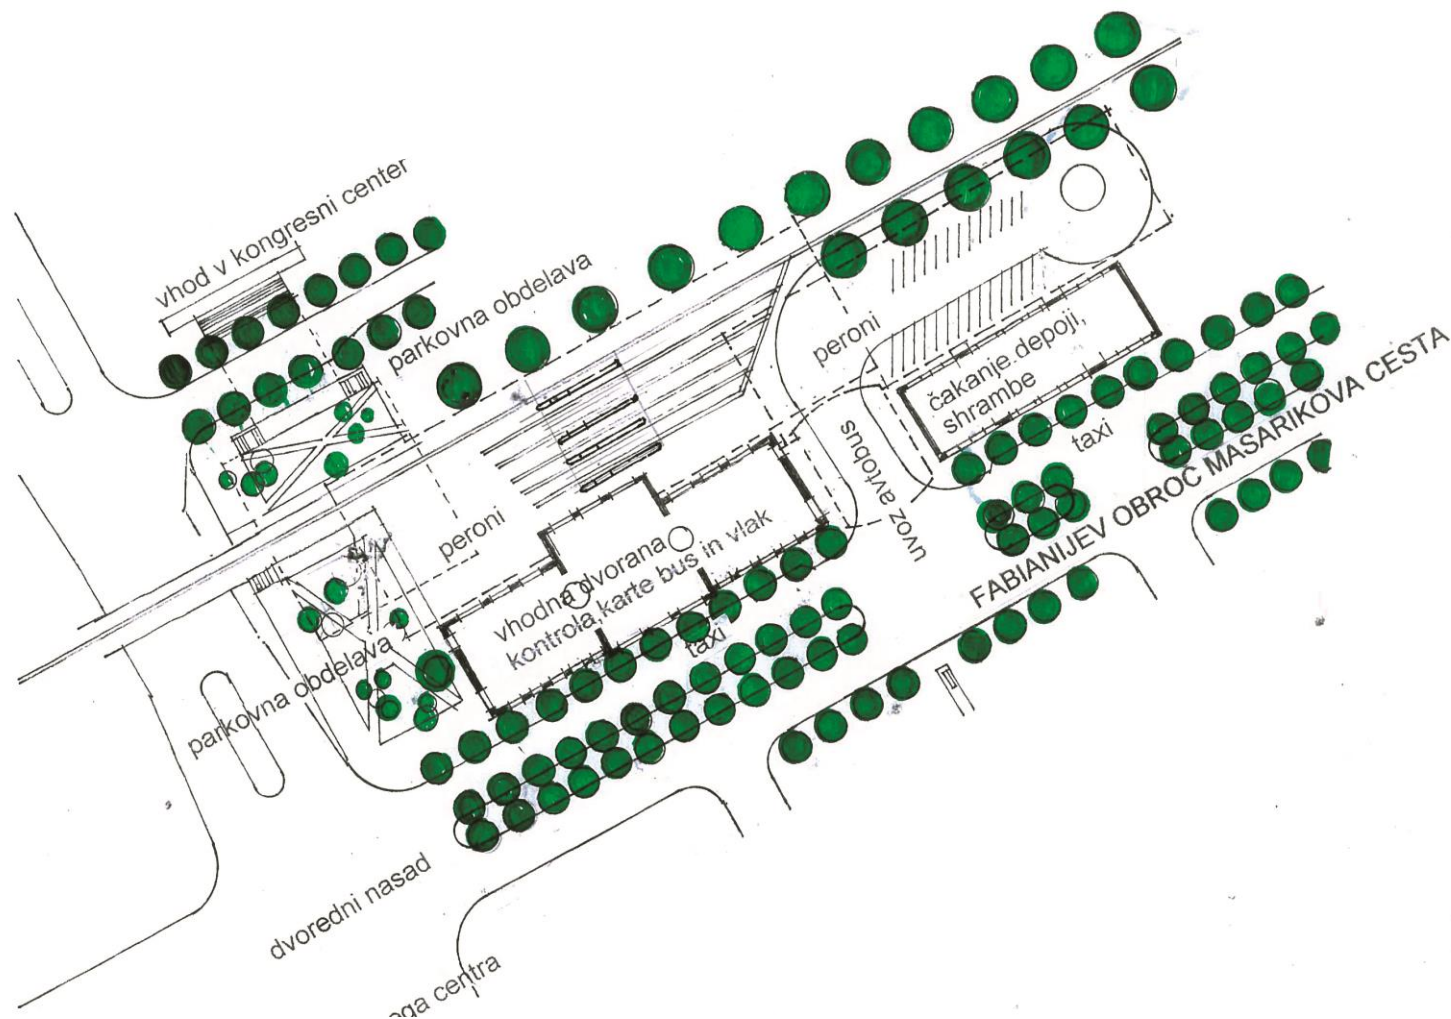 vhod v kongresni center
parkovna obdelava
peroni
čakanje,depoji,
shrambe
taxi
uvoz avtobus
peroni
vhodna dvorana
kontrola,karte bus in vlak
taxi
FABIANIJEV OBROČ MASARIKOVA CESTA
parkovna obdelava
dvoredni nasad
centra